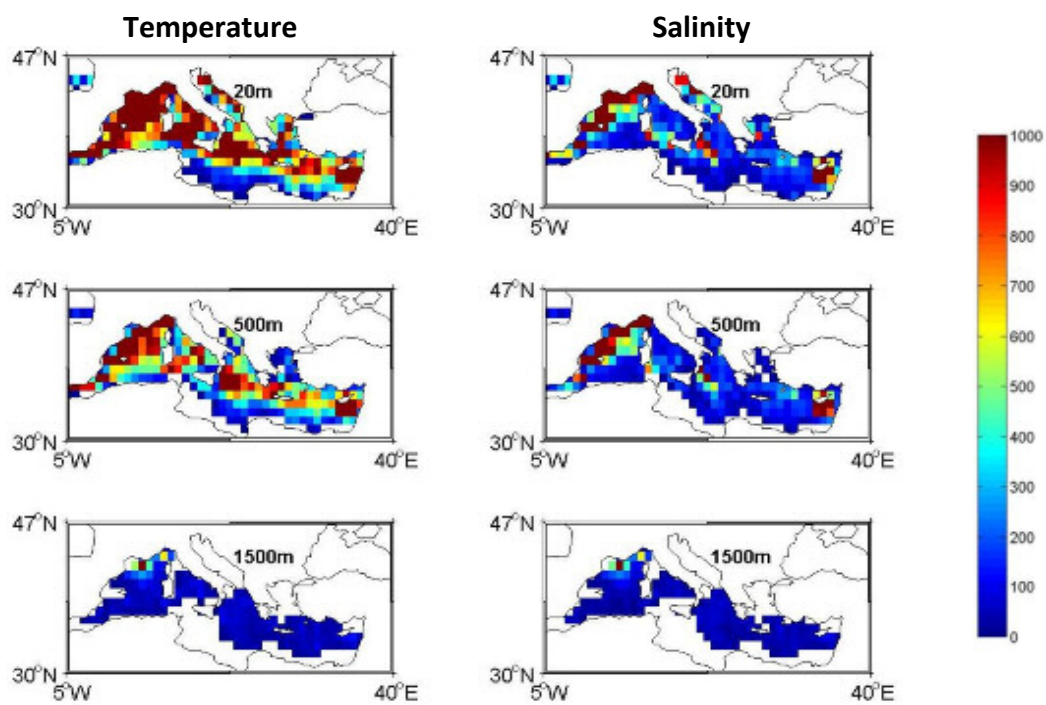 Temperature Salinity
47°N 20m 47°N 20m
30°N 30°N
5°W 40°E 5°W 40°E
47°N 500m 47°N 500m
30°N 30°N
5°W 40°E 5°W 40°E
47°N 1500m 47°N 1500m
30°N 30°N
5°W 40°E 5°W 40°E
1000
900
800
700
600
500
400
300
200
100
0